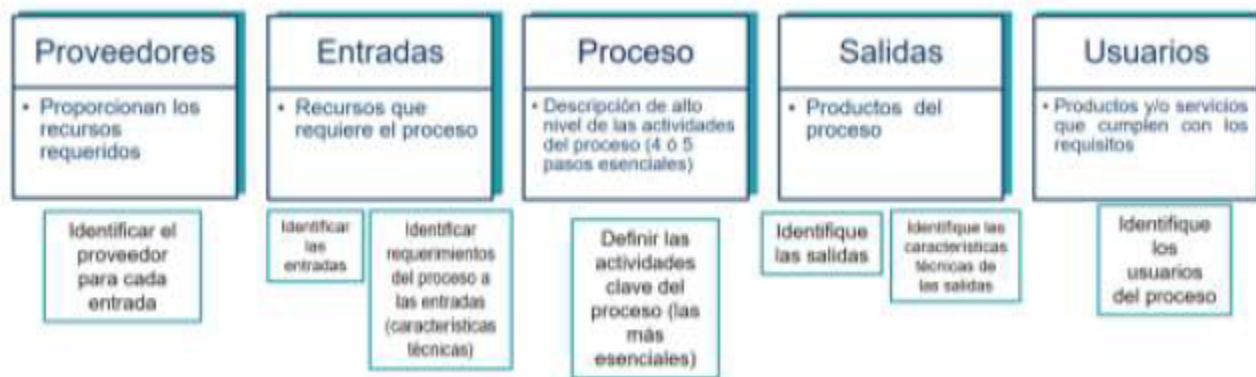 Proveedores
• Proporcionan los
recursos
requeridos
Identificar el
proveedor
para cada
entrada
Entradas
• Recursos que
requiere el proceso
Identificar
las
entradas
Identificar
requerimientos
del proceso a
las entradas
(características
técnicas)
Proceso
• Descripción de alto
nivel de las actividades
del proceso (4 ó 5
pasos esenciales)
Definir las
actividades
clave del
proceso (las
más
esenciales)
Salidas
• Productos del
proceso
Identifique
las salidas
Identifique las
características
técnicas de
las salidas
Usuarios
• Productos y/o servicios
que cumplen con los
requisitos
Identifique
los
usuarios
del proceso